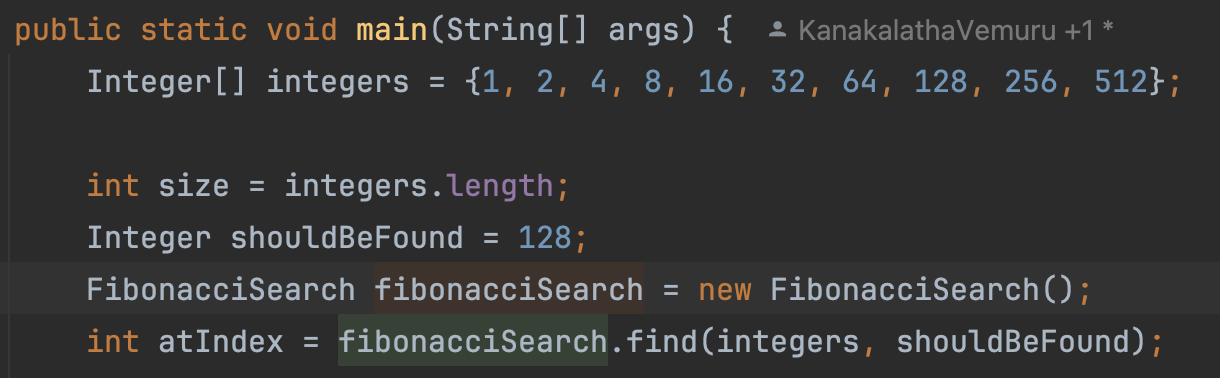 public static void main(String[] args) { KanakalathaVemuru +1 *
Integer[] integers = {1, 2, 4, 8, 16, 32, 64, 128, 256, 512};
int size = integers.length;
Integer shouldBeFound = 128;
FibonacciSearch fibonacciSearch = new FibonacciSearch();
int atIndex = fibonacciSearch.find(integers, shouldBeFound);